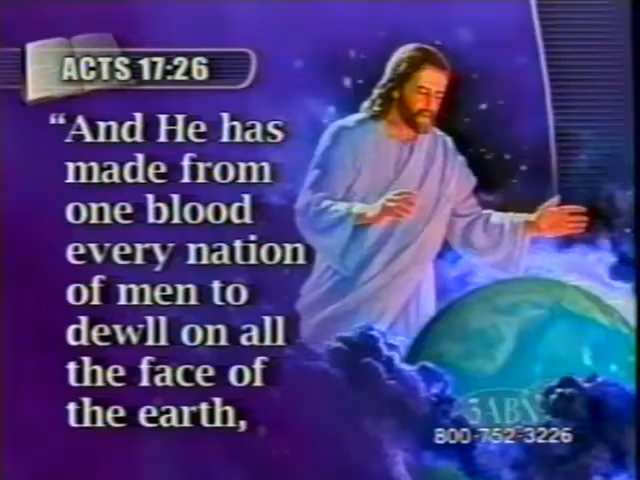 ACTS 17:26
“And He has
made from
one blood
every nation
of men to
dewll on all
the face of
the earth,
3ABN
800-752-3226